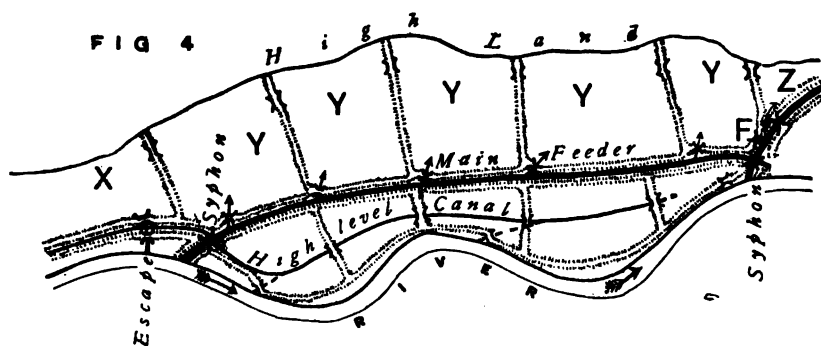 FIG 4
High Land
X
Y
Y
Y
Y
Y
Z
F
Syphon
Main Feeder
High level Canal
Escape
RIVER
Syphon